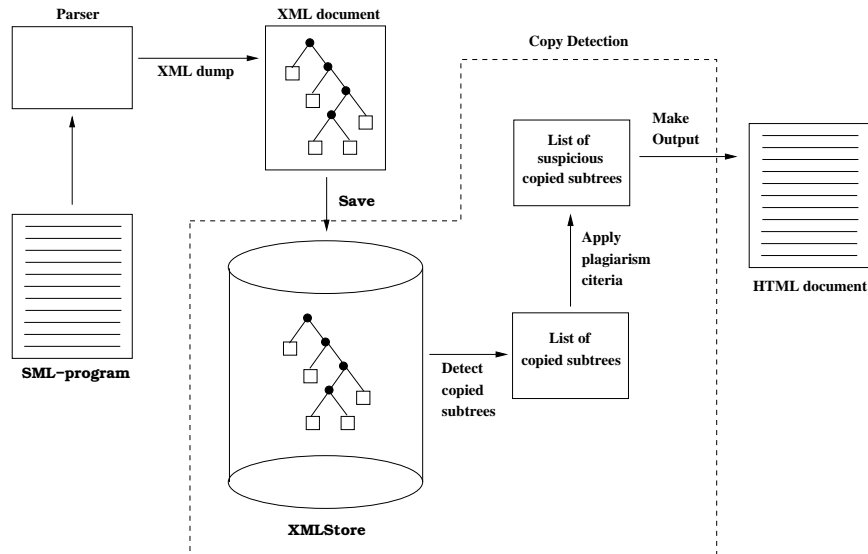 Parser
XML document
XML dump
Copy Detection
Make
Output
List of
suspicious
copied subtrees
Save
Apply
plagiarism
citeria
HTML document
List of
copied subtrees
SML-program
Detect
copied
subtrees
XMLStore